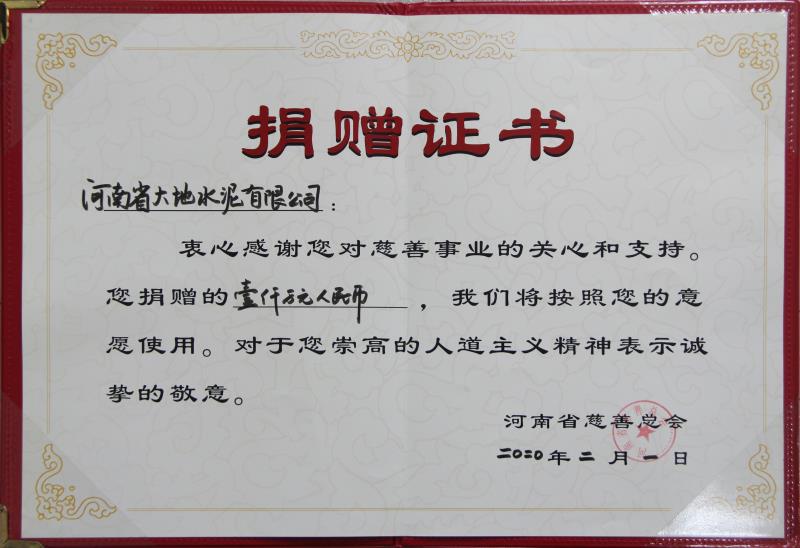 捐赠证书
河南省大地水泥有限公司：
衷心感谢您对慈善事业的关心和支持。
您捐赠的壹仟万元人民币，我们将按照您的意
愿使用。对于您崇高的人道主义精神表示诚
挚的敬意。
河南省慈善总会
二〇二〇年二月一日